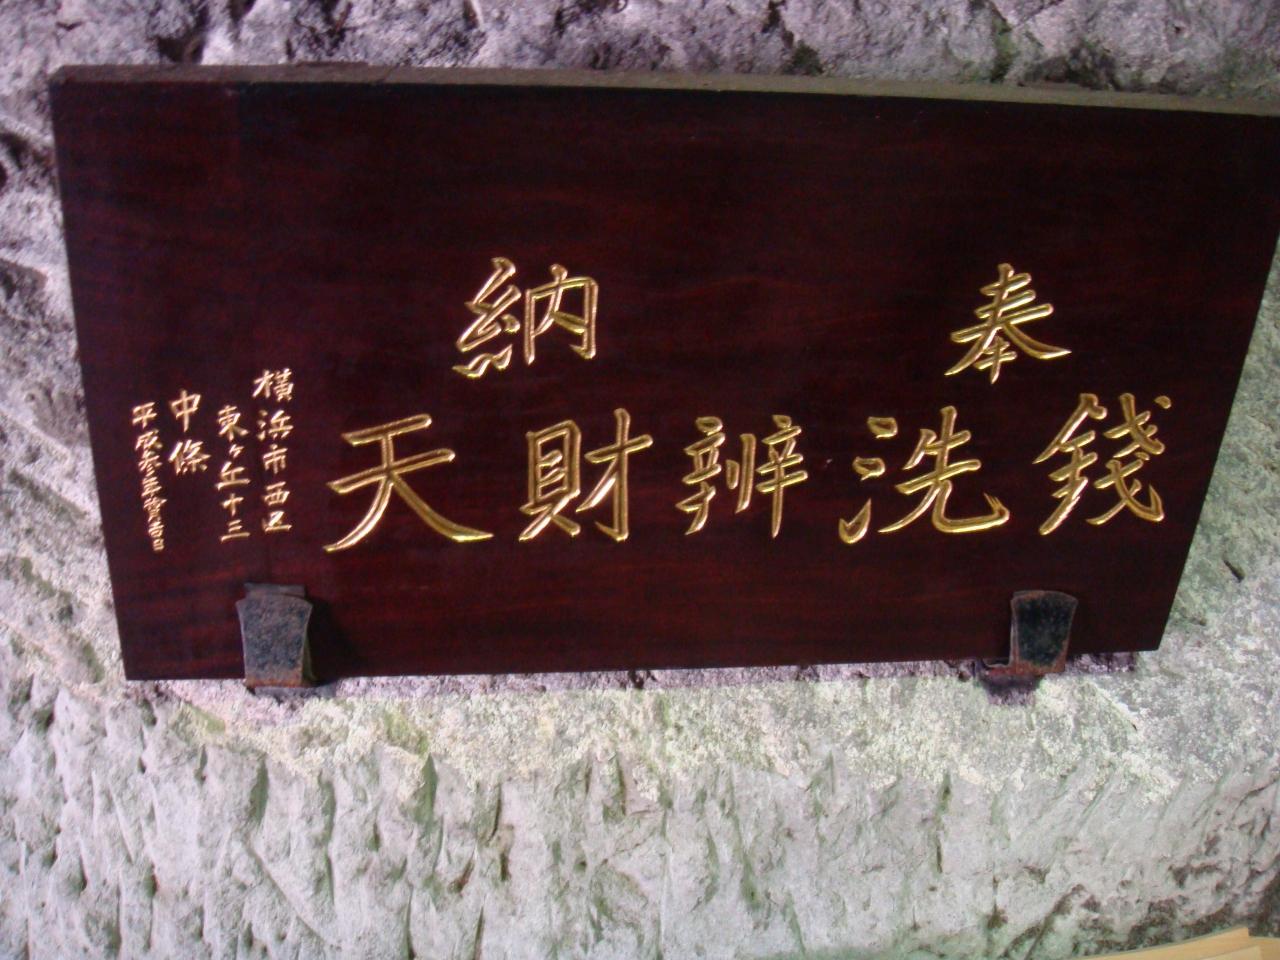 奉納
錢洗辨財天
横浜市西区
東ヶ丘十三
中條
平成参年